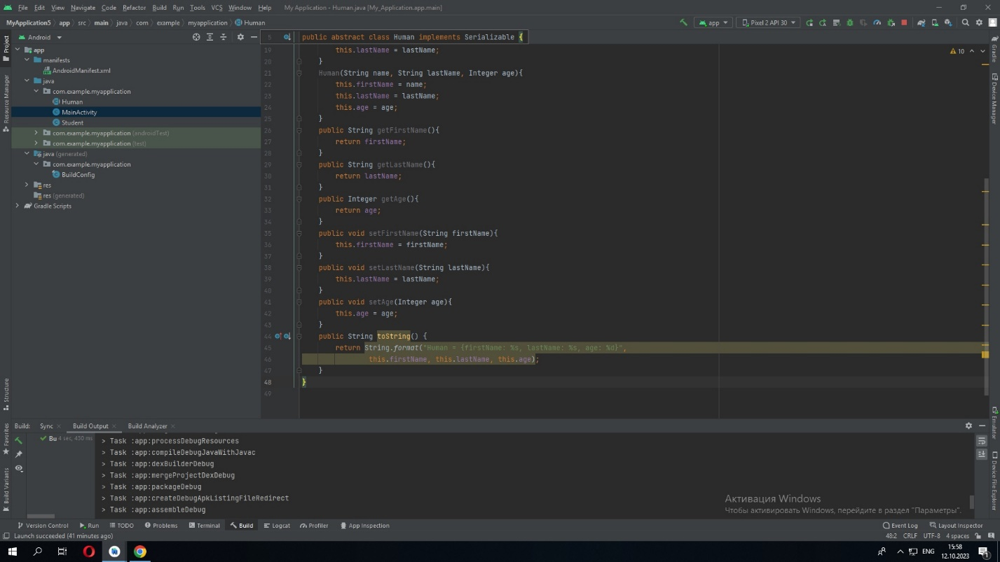 File Edit View Navigate Code Refactor Build Run Tools VCS Window Help My Application - Human.java [My_Application.app.main]
MyApplication5 app src main java com example myapplication Human app Pixel 2 API 30
Android
Project
Resource Manager
Structure
Favorites
Build Variants
app
manifests
AndroidManifest.xml
java
com.example.myapplication
Human
MainActivity
Student
com.example.myapplication (androidTest)
com.example.myapplication (test)
java (generated)
com.example.myapplication
BuildConfig
res
res (generated)
Gradle Scripts
5 public abstract class Human implements Serializable {
19 this.lastName = lastName;
20 }
21 Human(String name, String lastName, Integer age){
22 this.firstName = name;
23 this.lastName = lastName;
24 this.age = age;
25 }
26 public String getFirstName(){
27 return firstName;
28 }
29 public String getLastName(){
30 return lastName;
31 }
32 public Integer getAge(){
33 return age;
34 }
35 public void setFirstName(String firstName){
36 this.firstName = firstName;
37 }
38 public void setLastName(String lastName){
39 this.lastName = lastName;
40 }
41 public void setAge(Integer age){
42 this.age = age;
43 }
44 public String toString() {
45 return String.format("Human = {firstName: %s, lastName: %s, age: %d}",
46 this.firstName, this.lastName, this.age);
47 }
48 }
49
10
Gradle
Device Manager
Emulator
Device File Explorer
Build: Sync Build Output Build Analyzer
Bu 4 sec, 430 ms
> Task :app:processDebugResources
> Task :app:compileDebugJavaWithJavac
> Task :app:dexBuilderDebug
> Task :app:mergeProjectDexDebug
> Task :app:packageDebug
> Task :app:createDebugApkListingFileRedirect
> Task :app:assembleDebug
Активация Windows
Чтобы активировать Windows, перейдите в раздел "Параметры".
Version Control Run TODO Problems Terminal Build Logcat Profiler App Inspection Event Log Layout Inspector
Launch succeeded (41 minutes ago) 48:2 CRLF UTF-8 4 spaces
ENG 15:58
12.10.2023
1